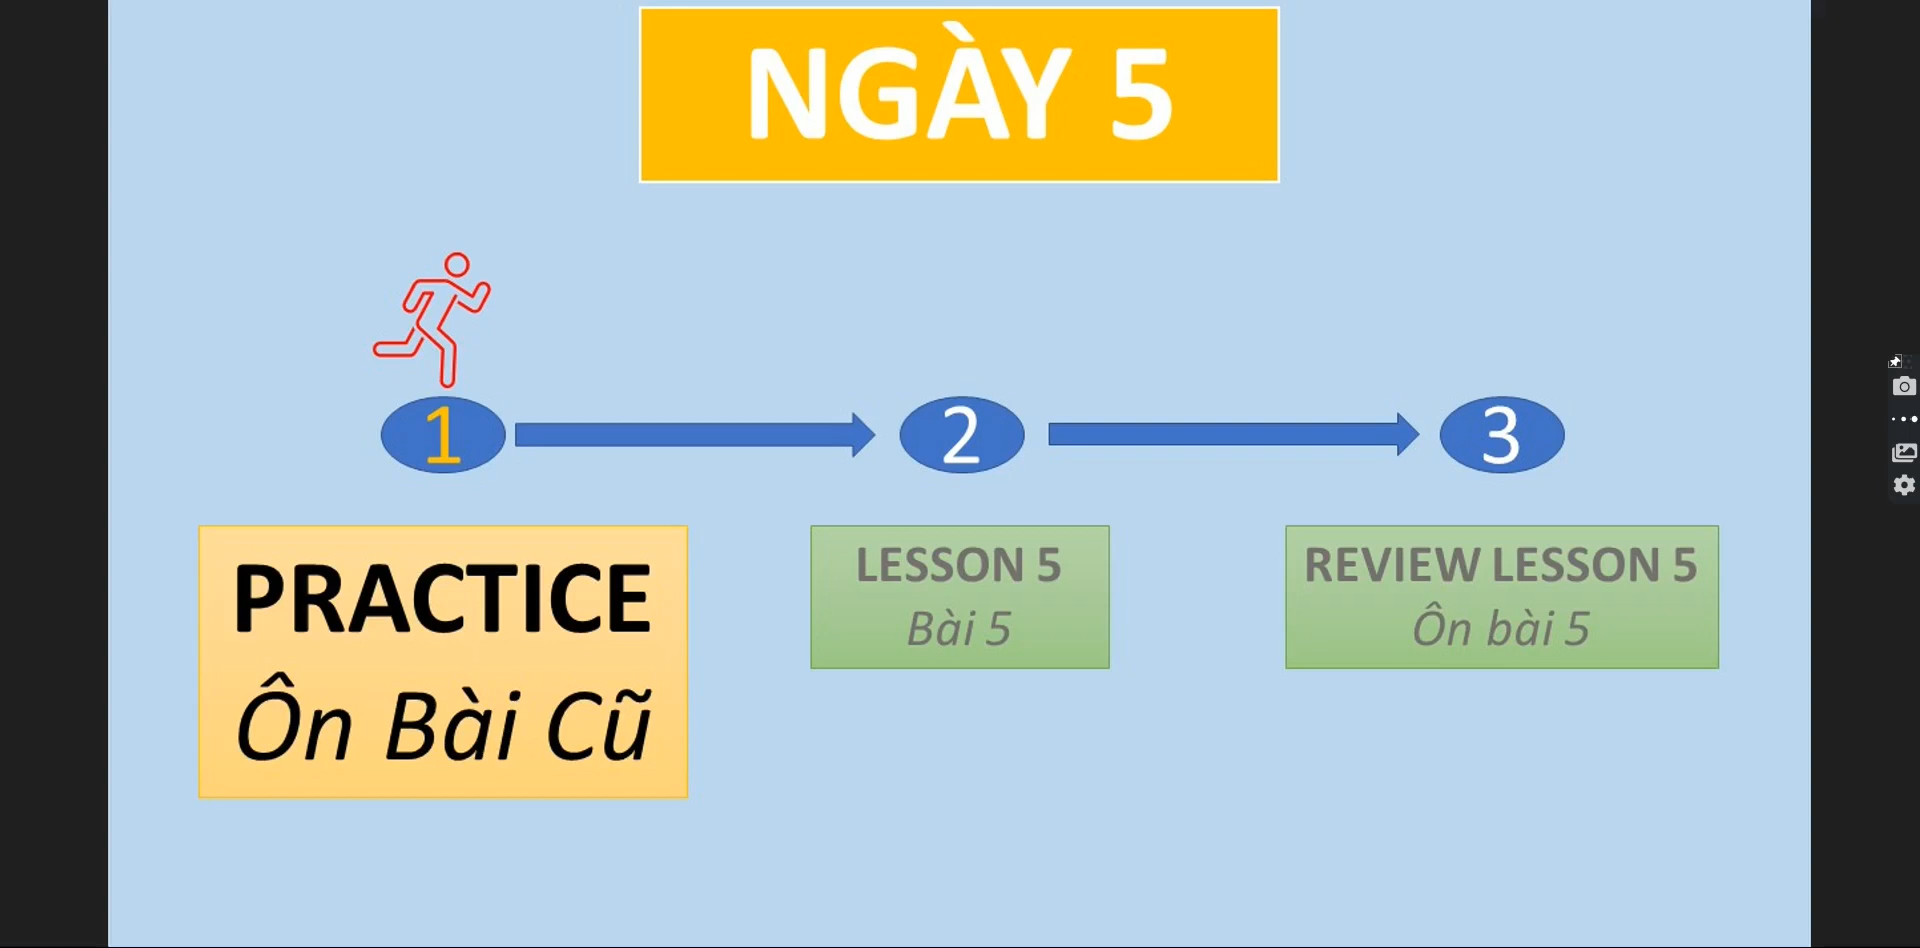 NGÀY 5
1
2
3
PRACTICE
Ôn Bài Cũ
LESSON 5
Bài 5
REVIEW LESSON 5
Ôn bài 5